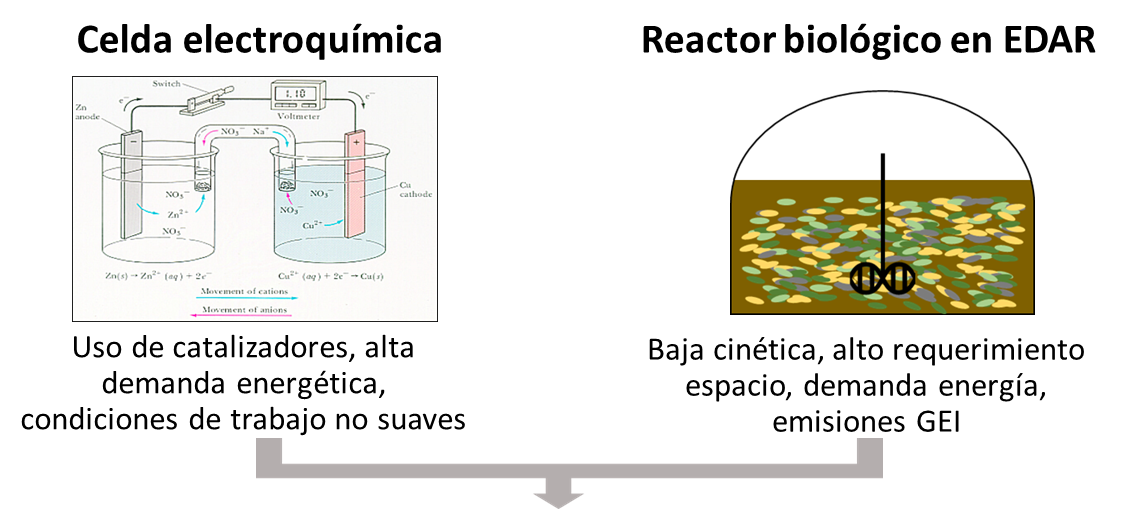 Celda electroquímica
Reactor biológico en EDAR
Switch
e⁻
e⁻
Zn
anode
1.10
Voltmeter
−
+
NO₃⁻ Na⁺
Cu
cathode
NO₃⁻
Zn²⁺
NO₃⁻
NO₃⁻
NO₃⁻
Cu²⁺
Zn(s) → Zn²⁺ (aq) + 2e⁻
Cu²⁺ (aq) + 2e⁻ → Cu(s)
Movement of cations
Movement of anions
Uso de catalizadores, alta
demanda energética,
condiciones de trabajo no suaves
Baja cinética, alto requerimiento
espacio, demanda energía,
emisiones GEI